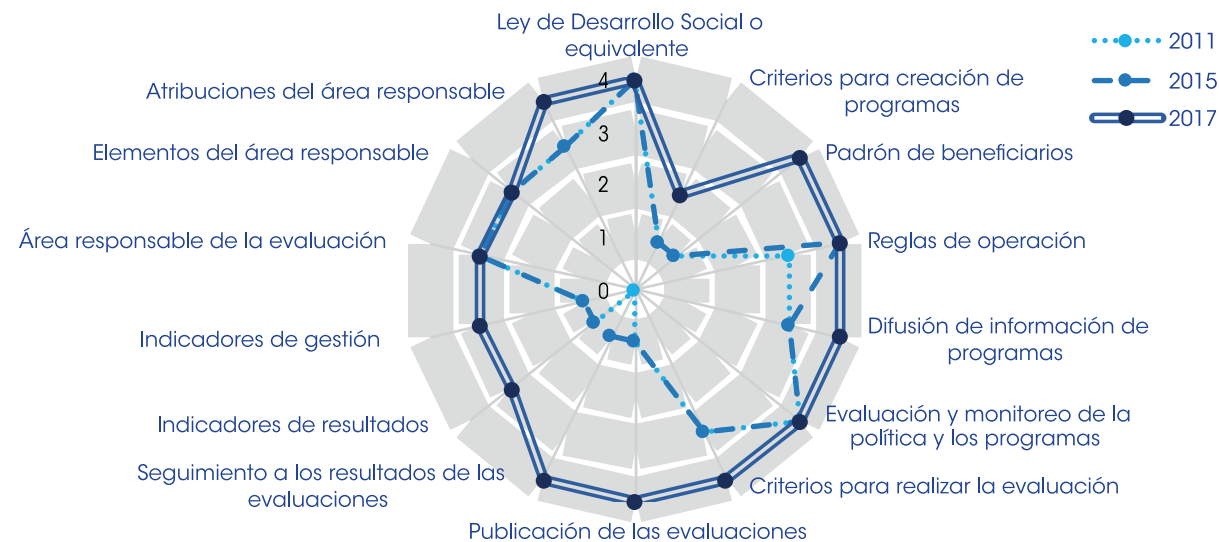 Ley de Desarrollo Social o
equivalente
Criterios para creación de
programas
Padrón de beneficiarios
Reglas de operación
Difusión de información de
programas
Evaluación y monitoreo de la
política y los programas
Criterios para realizar la evaluación
Publicación de las evaluaciones
Seguimiento a los resultados de las
evaluaciones
Indicadores de resultados
Indicadores de gestión
Área responsable de la evaluación
Elementos del área responsable
Atribuciones del área responsable
4
3
2
1
0
2011
2015
2017